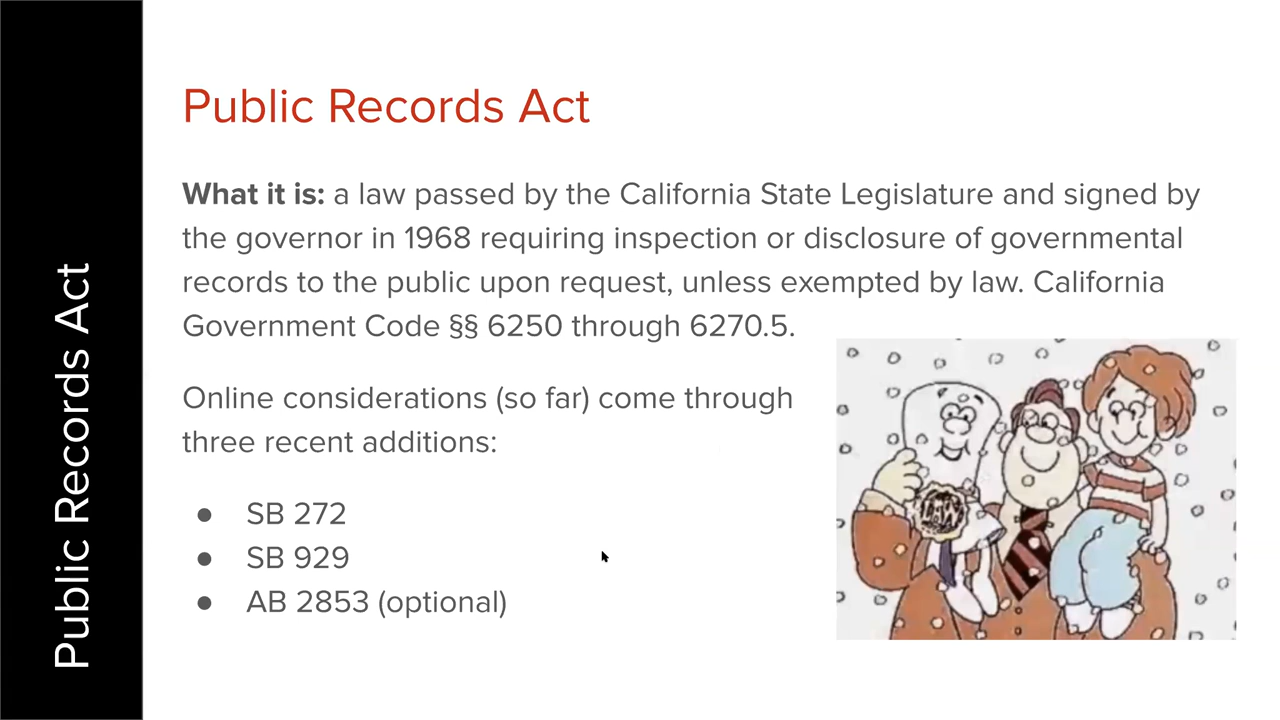 Public Records Act
Public Records Act
What it is: a law passed by the California State Legislature and signed by
the governor in 1968 requiring inspection or disclosure of governmental
records to the public upon request, unless exempted by law. California
Government Code §§ 6250 through 6270.5.
Online considerations (so far) come through
three recent additions:
● SB 272
● SB 929
● AB 2853 (optional)
LAW